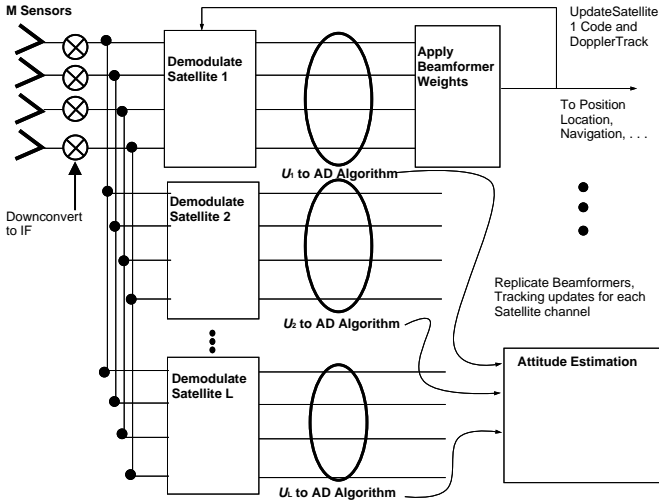 M Sensors
UpdateSatellite
1 Code and
DopplerTrack
Demodulate
Satellite 1
Apply
Beamformer
Weights
To Position
Location,
Navigation, . . .
U1 to AD Algorithm
Downconvert
to IF
Demodulate
Satellite 2
Replicate Beamformers,
Tracking updates for each
Satellite channel
U2 to AD Algorithm
Attitude Estimation
Demodulate
Satellite L
UL to AD Algorithm